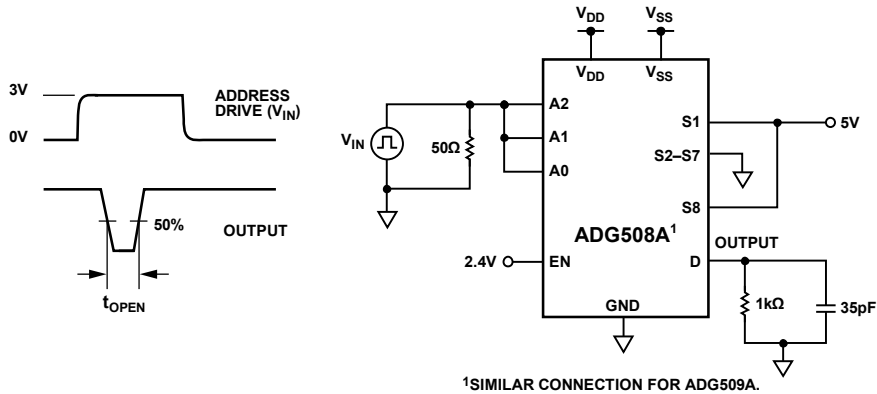 3V
0V
ADDRESS
DRIVE (VIN)
50%
OUTPUT
tOPEN
VDD
VSS
VDD
VSS
VIN
50Ω
A2
A1
A0
2.4V
EN
ADG508A1
GND
S1
S2–S7
S8
D
5V
OUTPUT
1kΩ
35pF
1SIMILAR CONNECTION FOR ADG509A.